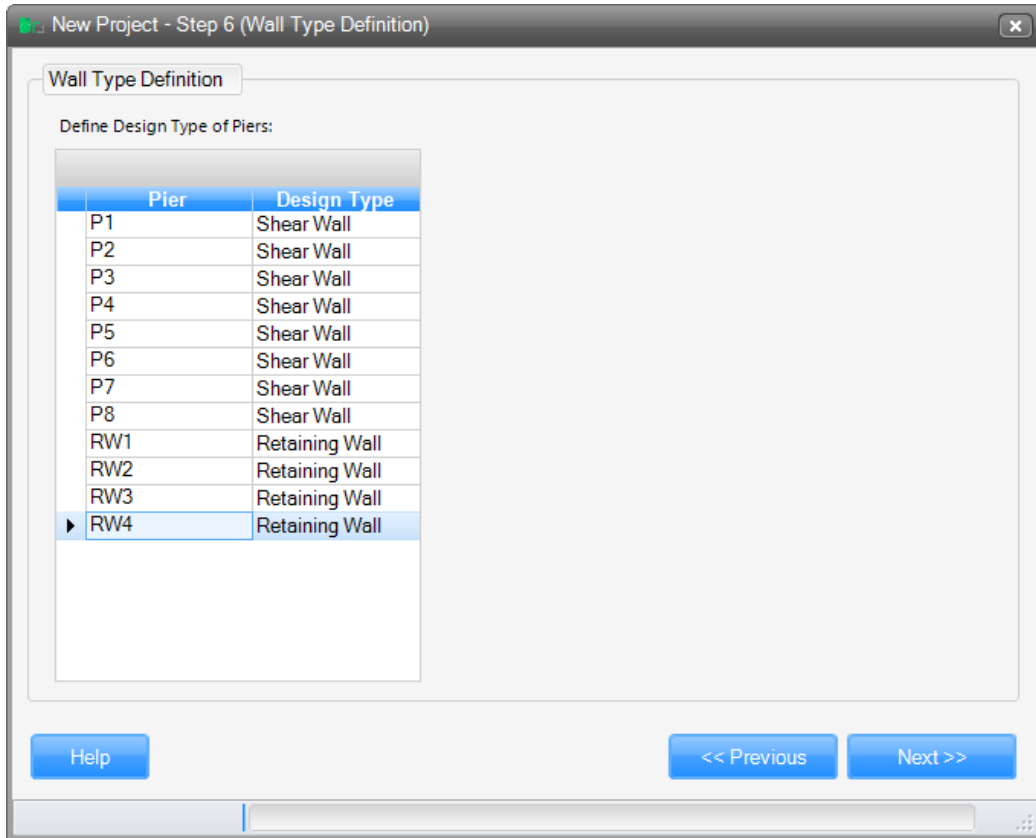 New Project - Step 6 (Wall Type Definition)
Wall Type Definition
Define Design Type of Piers:
Pier Design Type
P1 Shear Wall
P2 Shear Wall
P3 Shear Wall
P4 Shear Wall
P5 Shear Wall
P6 Shear Wall
P7 Shear Wall
P8 Shear Wall
RW1 Retaining Wall
RW2 Retaining Wall
RW3 Retaining Wall
RW4 Retaining Wall
Help << Previous Next >>